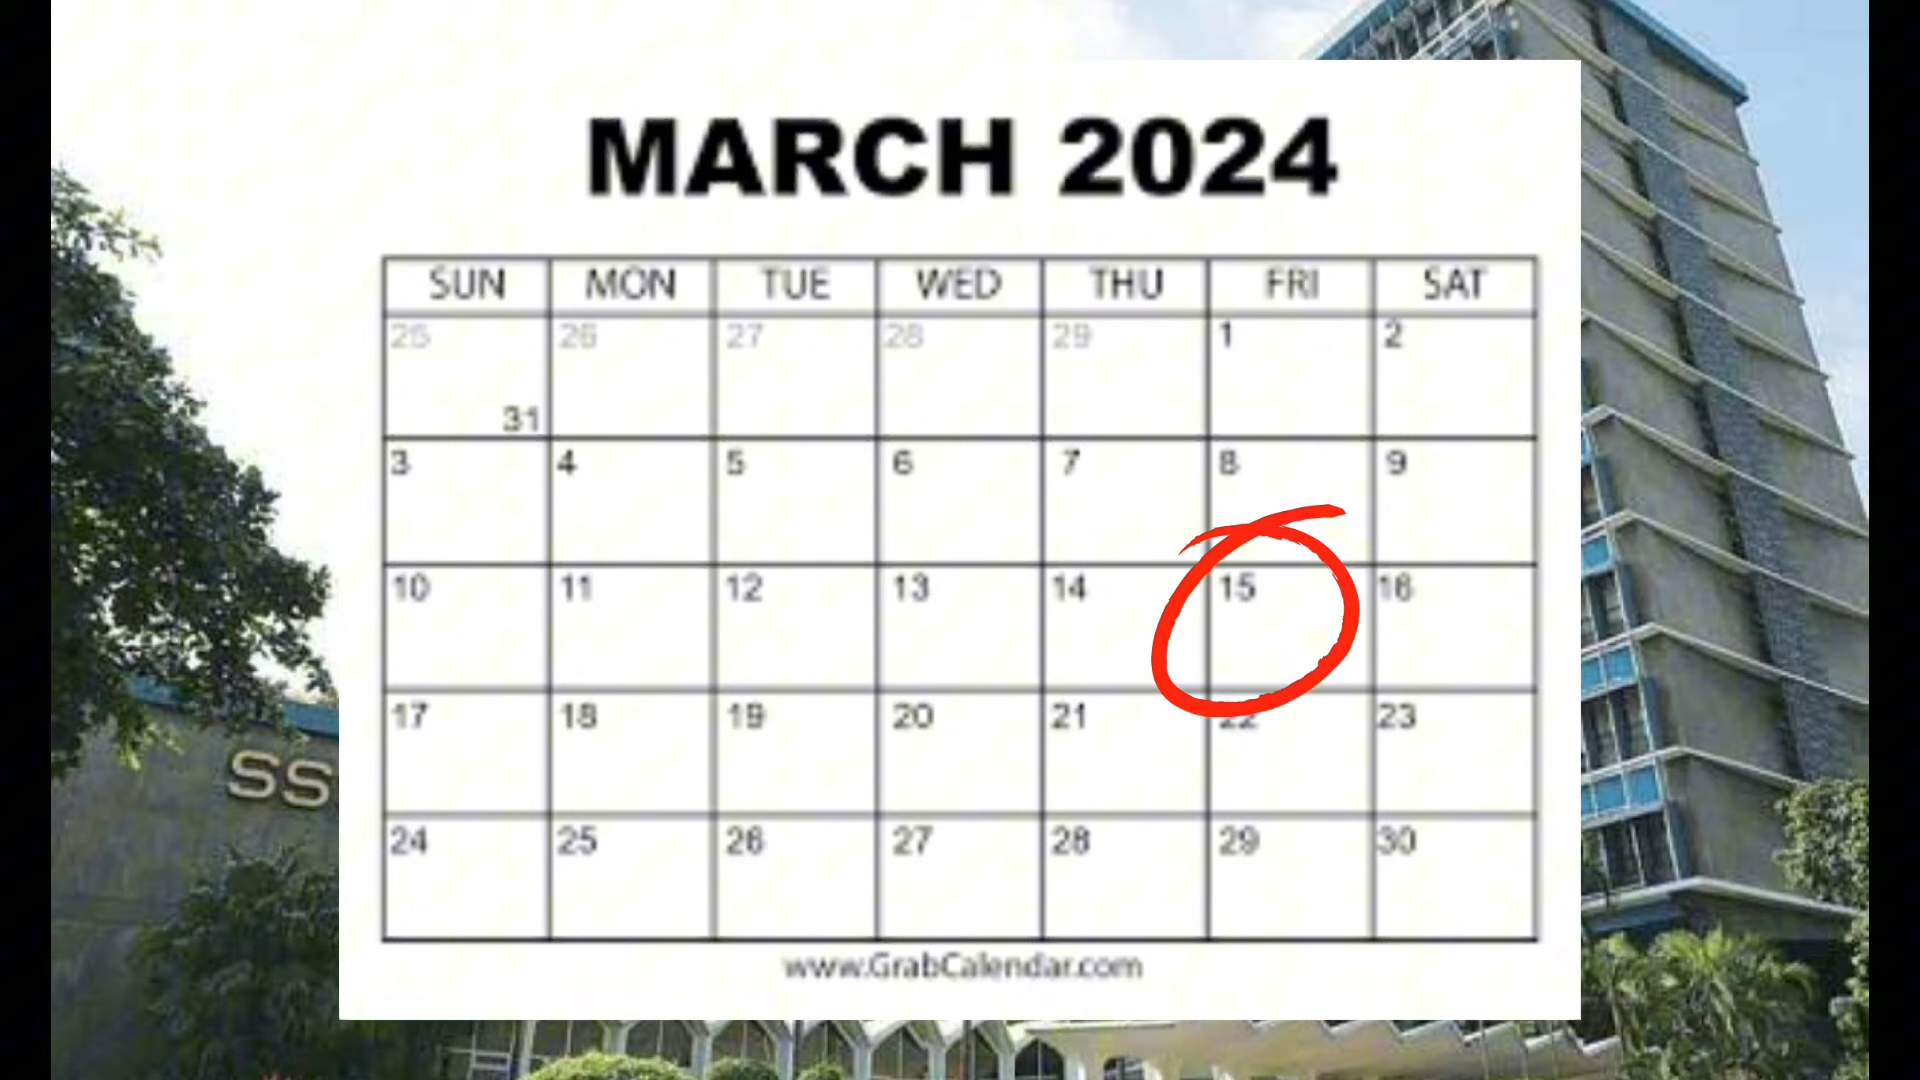 MARCH 2024
SUN MON TUE WED THU FRI SAT
25 26 27 28 29 1 2
31
3 4 5 6 7 8 9
10 11 12 13 14 15 16
17 18 19 20 21 22 23
24 25 26 27 28 29 30
www.GrabCalendar.com
SS